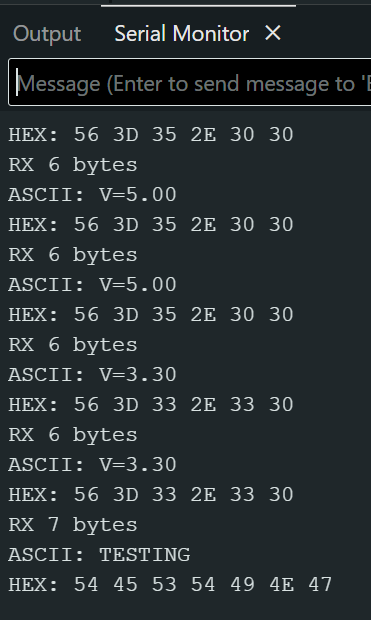 Output Serial Monitor ×
Message (Enter to send message to '
HEX: 56 3D 35 2E 30 30
RX 6 bytes
ASCII: V=5.00
HEX: 56 3D 35 2E 30 30
RX 6 bytes
ASCII: V=5.00
HEX: 56 3D 35 2E 30 30
RX 6 bytes
ASCII: V=3.30
HEX: 56 3D 33 2E 33 30
RX 6 bytes
ASCII: V=3.30
HEX: 56 3D 33 2E 33 30
RX 7 bytes
ASCII: TESTING
HEX: 54 45 53 54 49 4E 47